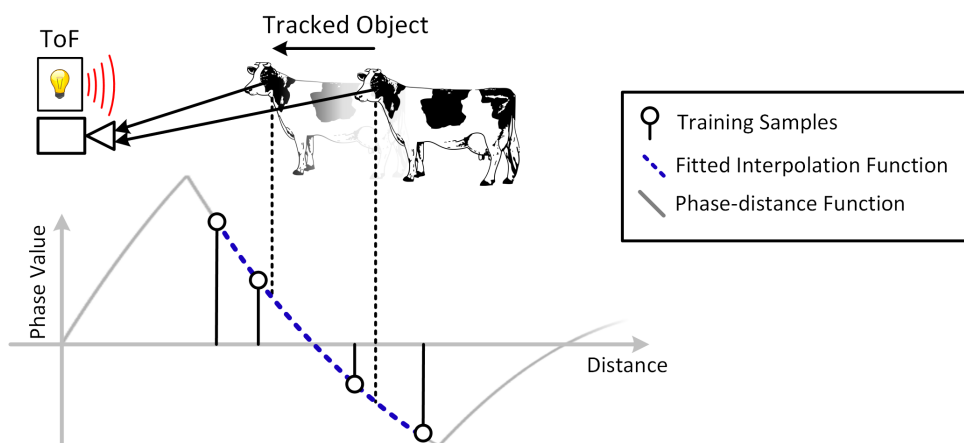 Tracked Object
ToF
Training Samples
Fitted Interpolation Function
Phase-distance Function
Phase Value
Distance